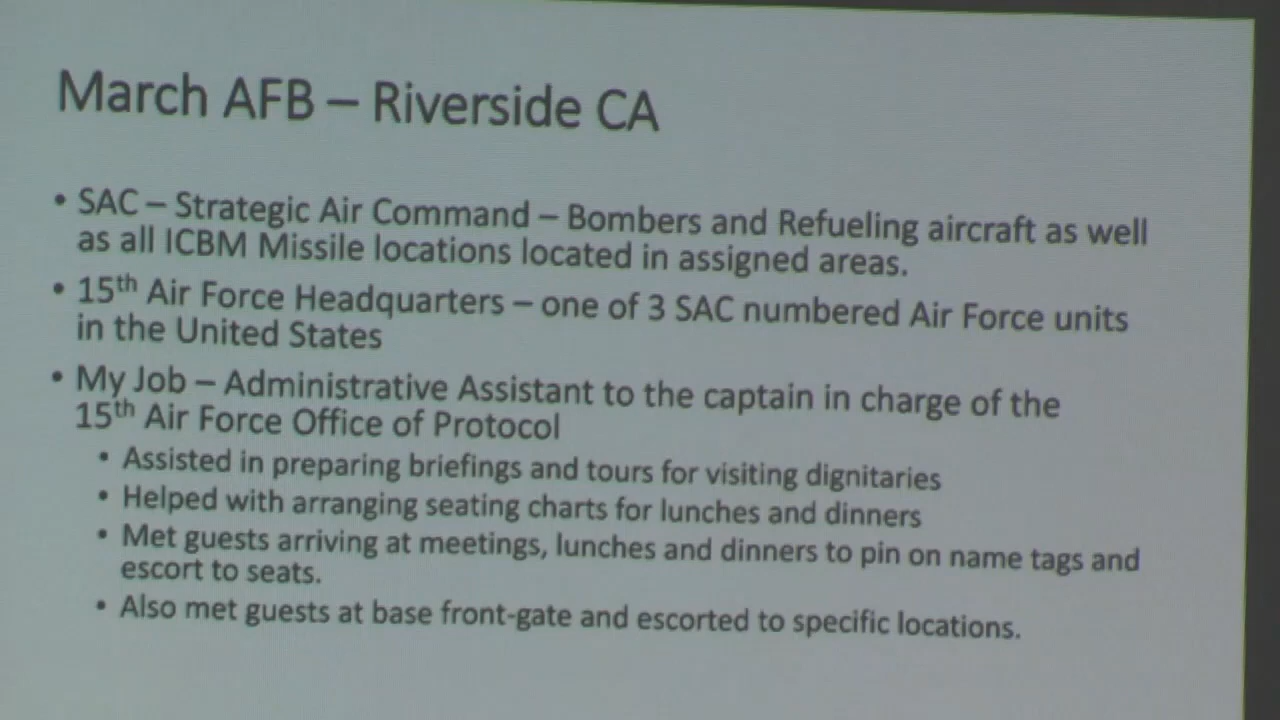 March AFB – Riverside CA
• SAC – Strategic Air Command – Bombers and Refueling aircraft as well
as all ICBM Missile locations located in assigned areas.
• 15th Air Force Headquarters – one of 3 SAC numbered Air Force units
in the United States
• My Job – Administrative Assistant to the captain in charge of the
15th Air Force Office of Protocol
• Assisted in preparing briefings and tours for visiting dignitaries
• Helped with arranging seating charts for lunches and dinners
• Met guests arriving at meetings, lunches and dinners to pin on name tags and
escort to seats.
• Also met guests at base front-gate and escorted to specific locations.